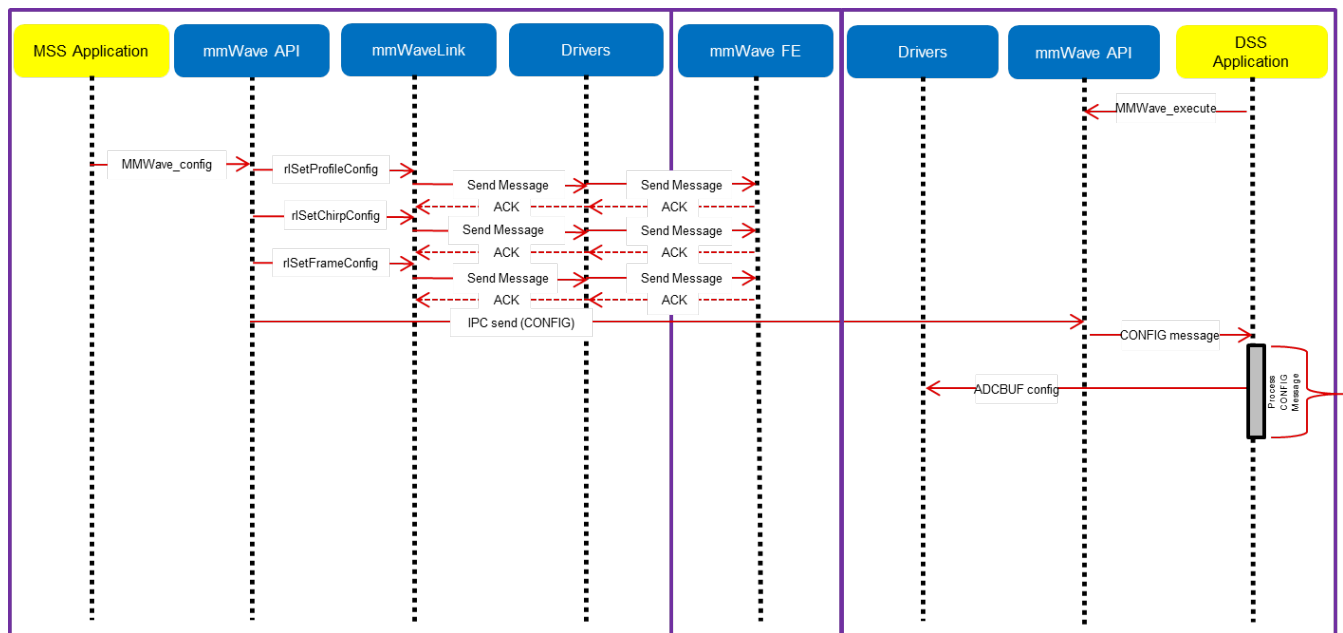 MSS Application
mmWave API
mmWaveLink
Drivers
mmWave FE
Drivers
mmWave API
DSS
Application
MMWave_execute
MMWave_config
rlSetProfileConfig
Send Message
Send Message
ACK
ACK
rlSetChirpConfig
Send Message
Send Message
ACK
ACK
rlSetFrameConfig
Send Message
Send Message
ACK
ACK
IPC send (CONFIG)
CONFIG message
ADCBUF config
Process
CONFIG
Message